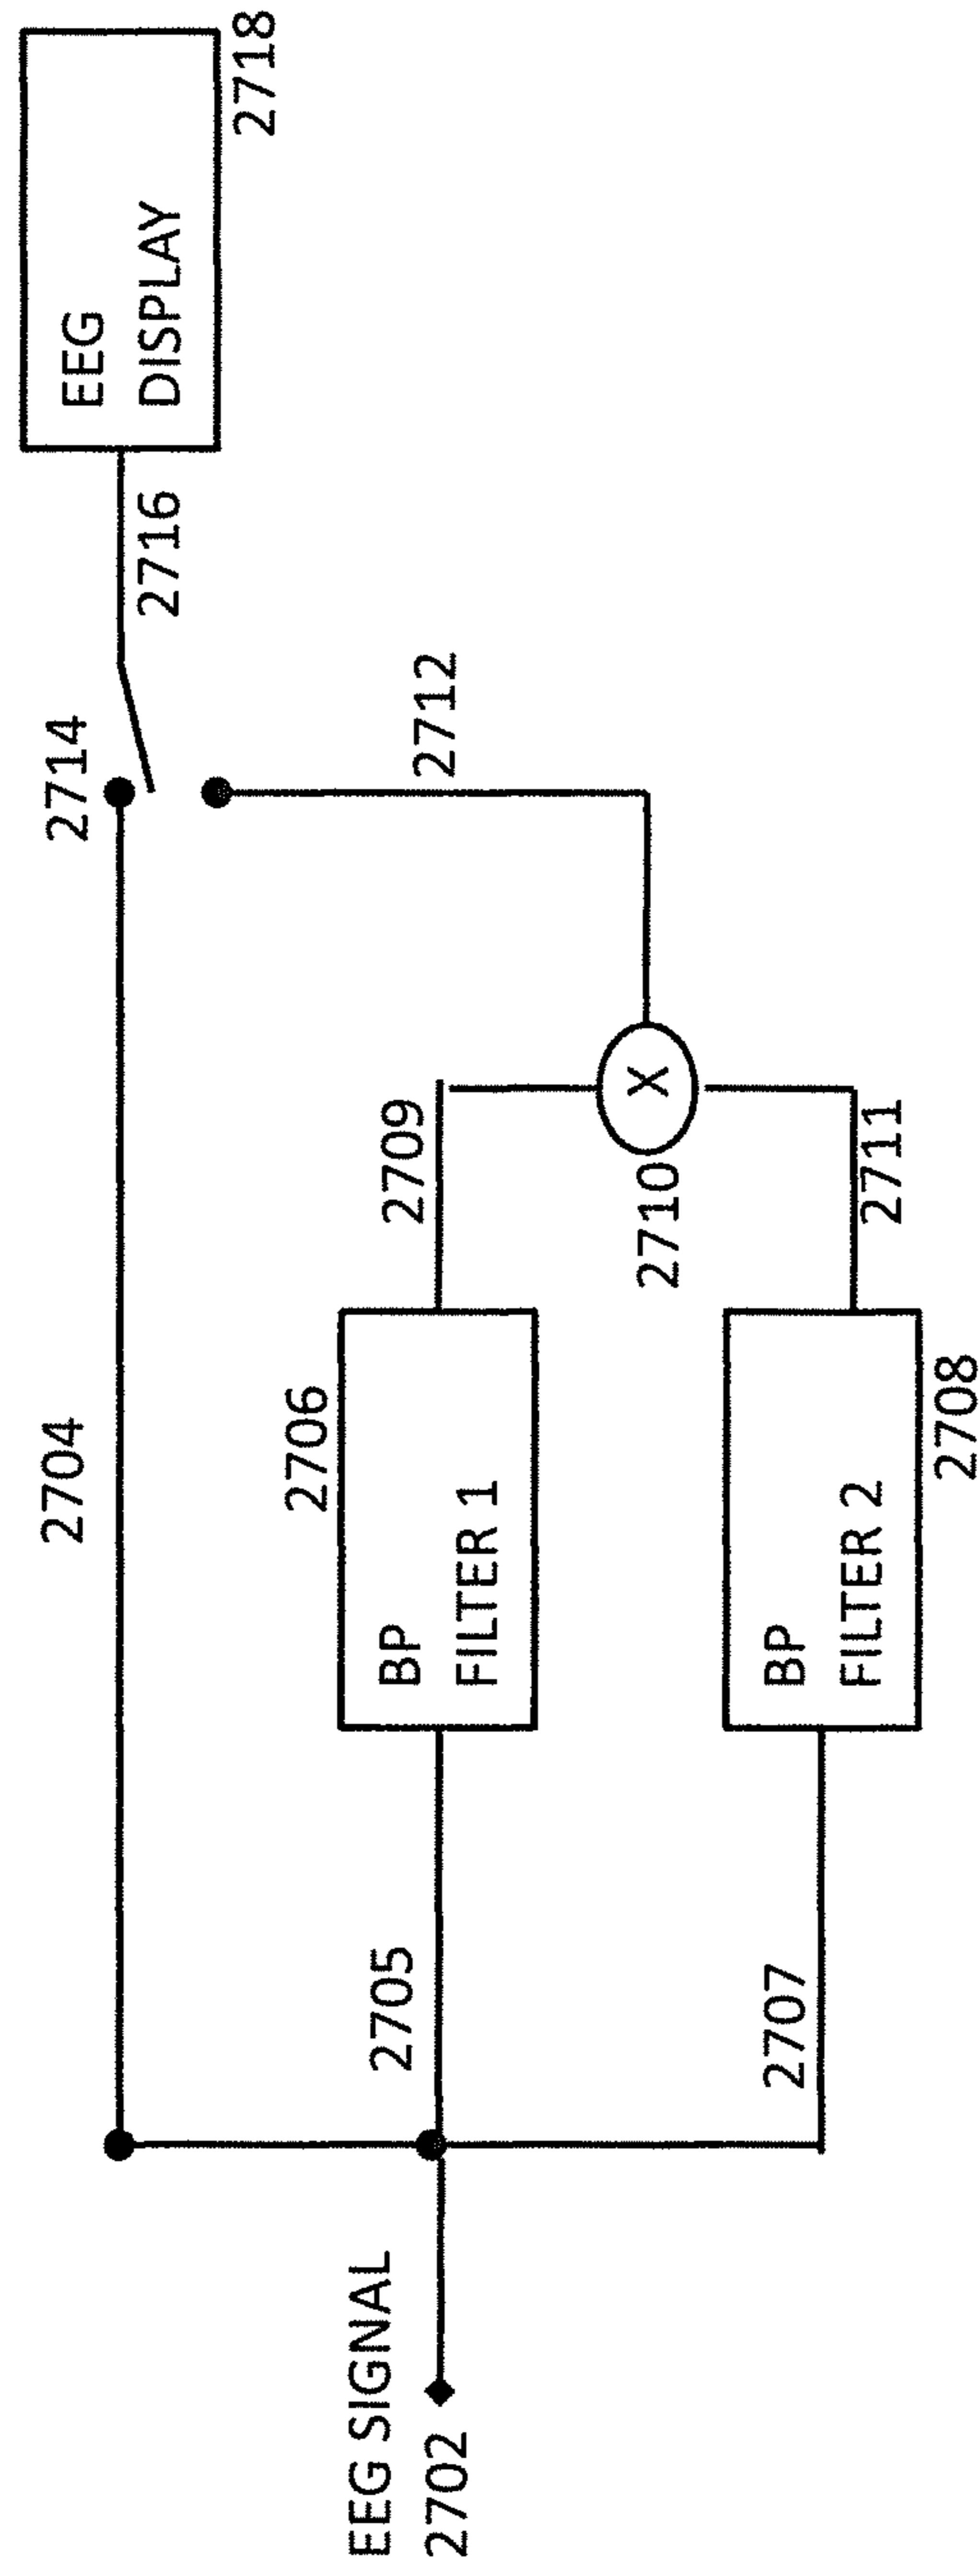 EEG SIGNAL
2702
2704
2705
2707
BP
FILTER 1
2706
BP
FILTER 2
2708
2709
2710
X
2711
2712
2714
2716
EEG
DISPLAY
2718